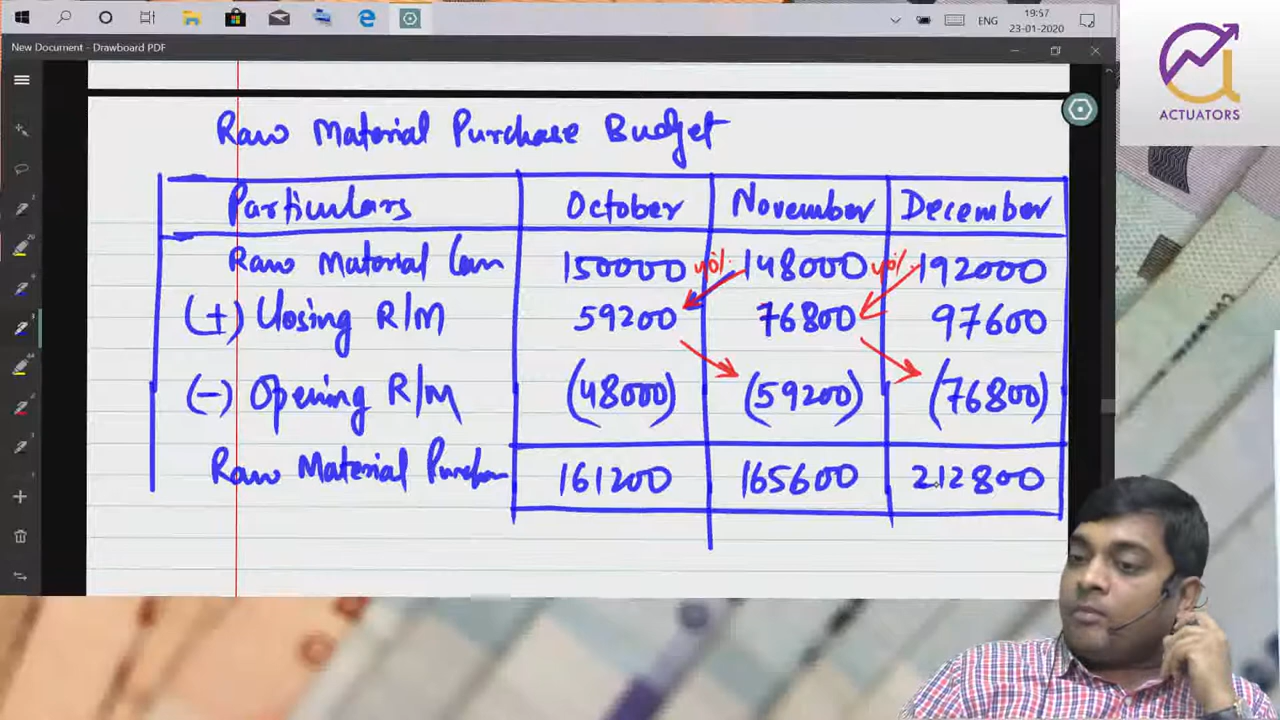 19:57
ENG
23-01-2020
New Document - Drawboard PDF
ACTUATORS
Raw Material Purchase Budget
Particulars October November December
Raw Material Con 150000 40% 148000 40% 192000
(+) Closing R/M 59200 76800 97600
(-) Opening R/M (48000) (59200) (76800)
Raw Material Purchase 161200 165600 212800